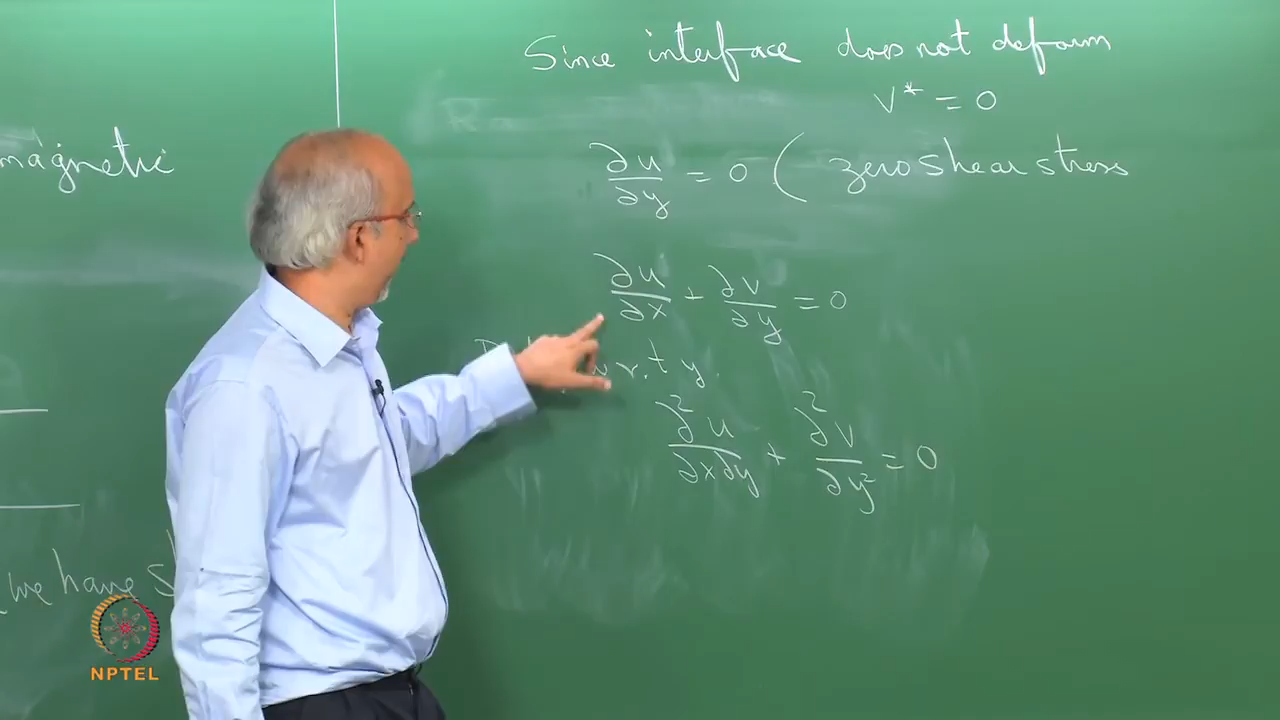 magnetic
we have
NPTEL
Since interface does not deform
v* = 0
∂u/∂y = 0 ( zero shear stress
∂u/∂x + ∂v/∂y = 0
w.r.t y.
∂²u/∂x∂y + ∂²v/∂y² = 0